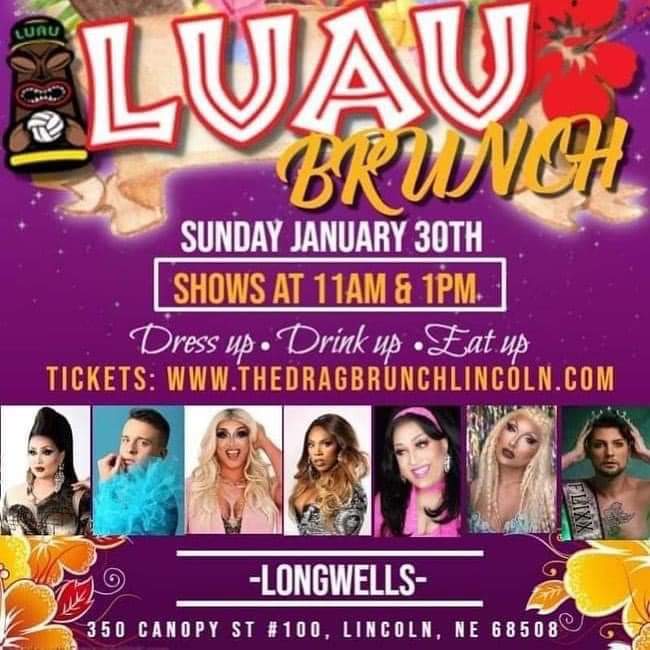 LUAU
LUAU
BRUNCH
SUNDAY JANUARY 30TH
SHOWS AT 11AM & 1PM.
Dress up • Drink up • Eat up
TICKETS: WWW.THEDRAGBRUNCHLINCOLN.COM
FLIXX
-LONGWELLS-
350 CANOPY ST #100, LINCOLN, NE 68508